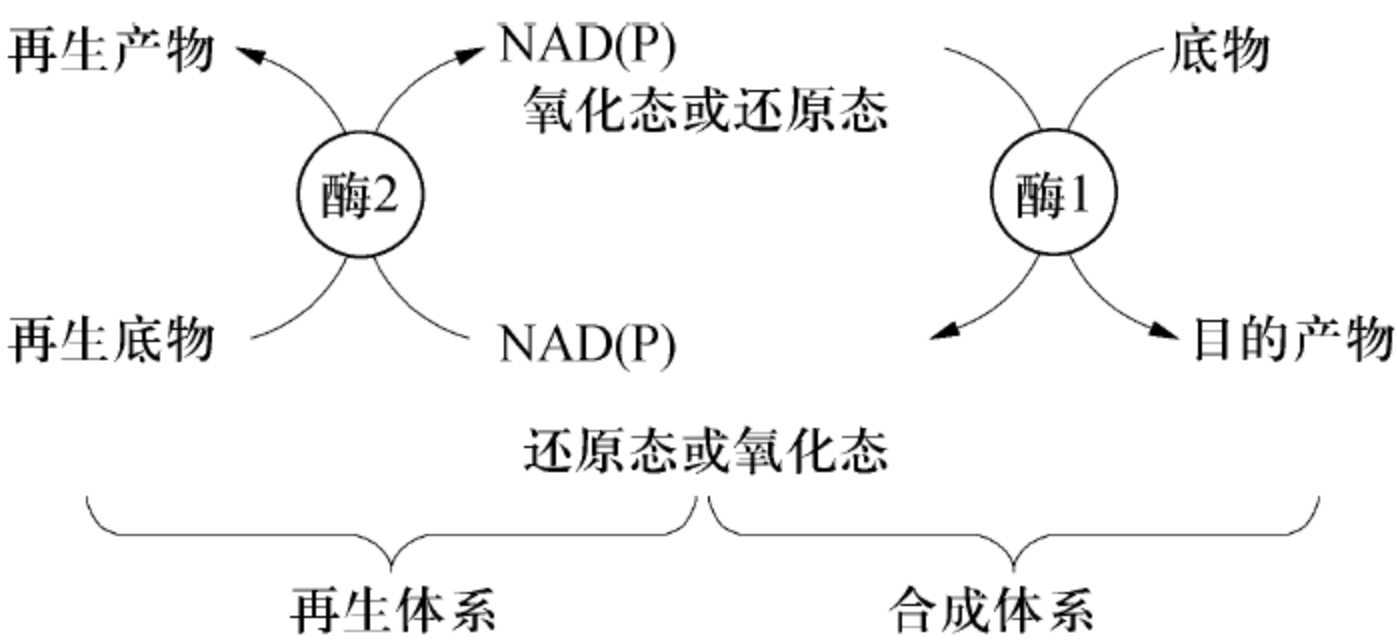 再生产物 NAD(P) 底物
氧化态或还原态
酶2 酶1
再生底物 NAD(P) 目的产物
还原态或氧化态
再生体系 合成体系